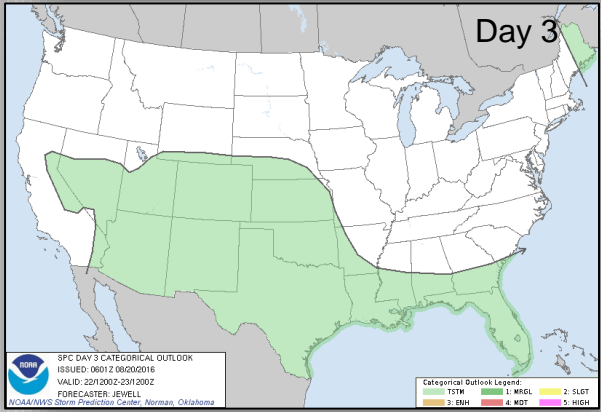 Day 3
NOAA
SPC DAY 3 CATEGORICAL OUTLOOK
ISSUED: 0601Z 08/20/2016
VALID: 22/1200Z-23/1200Z
FORECASTER: JEWELL
NOAA/NWS Storm Prediction Center, Norman, Oklahoma
Categorical Outlook Legend:
TSTM 1: MRGL 2: SLGT
3: ENH 4: MDT 5: HIGH